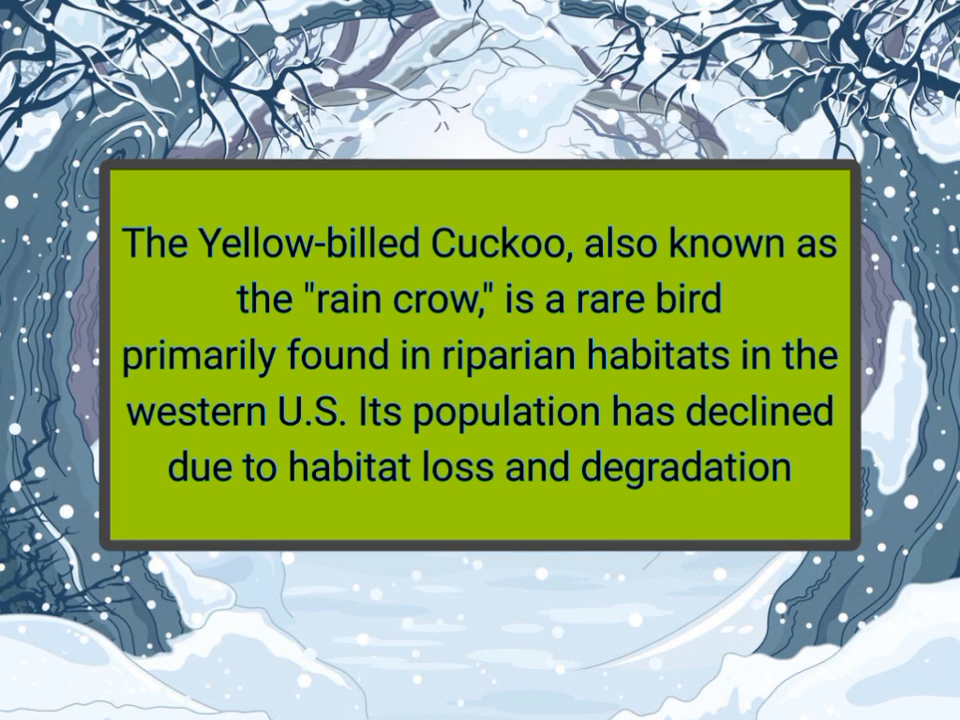 The Yellow-billed Cuckoo, also known as
the "rain crow," is a rare bird
primarily found in riparian habitats in the
western U.S. Its population has declined
due to habitat loss and degradation